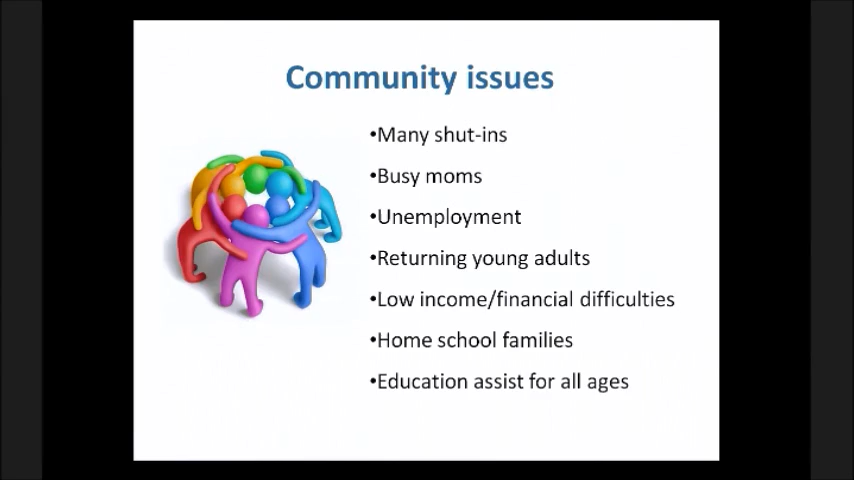 Community issues
•Many shut-ins
•Busy moms
•Unemployment
•Returning young adults
•Low income/financial difficulties
•Home school families
•Education assist for all ages